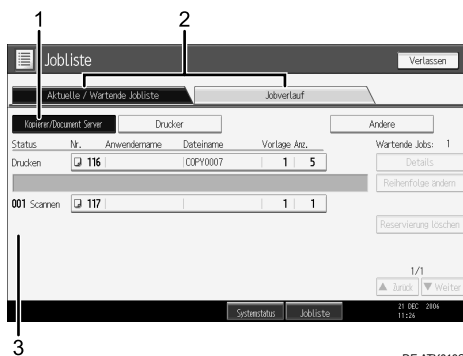 1
2
Jobliste
Verlassen
Aktuelle / Wartende Jobliste
Jobverlauf
Kopierer/Document Server
Drucker
Andere
Status Nr. Anwendername Dateiname Vorlage Anz. Wartende Jobs: 1
Drucken 116 COPY0007 1 5
Details
Reihenfolge ändern
001 Scannen 117 1 1
Reservierung löschen
1/1
▲ Zurück ▼ Weiter
Systemstatus Jobliste
21 DEC 2006
11:26
3